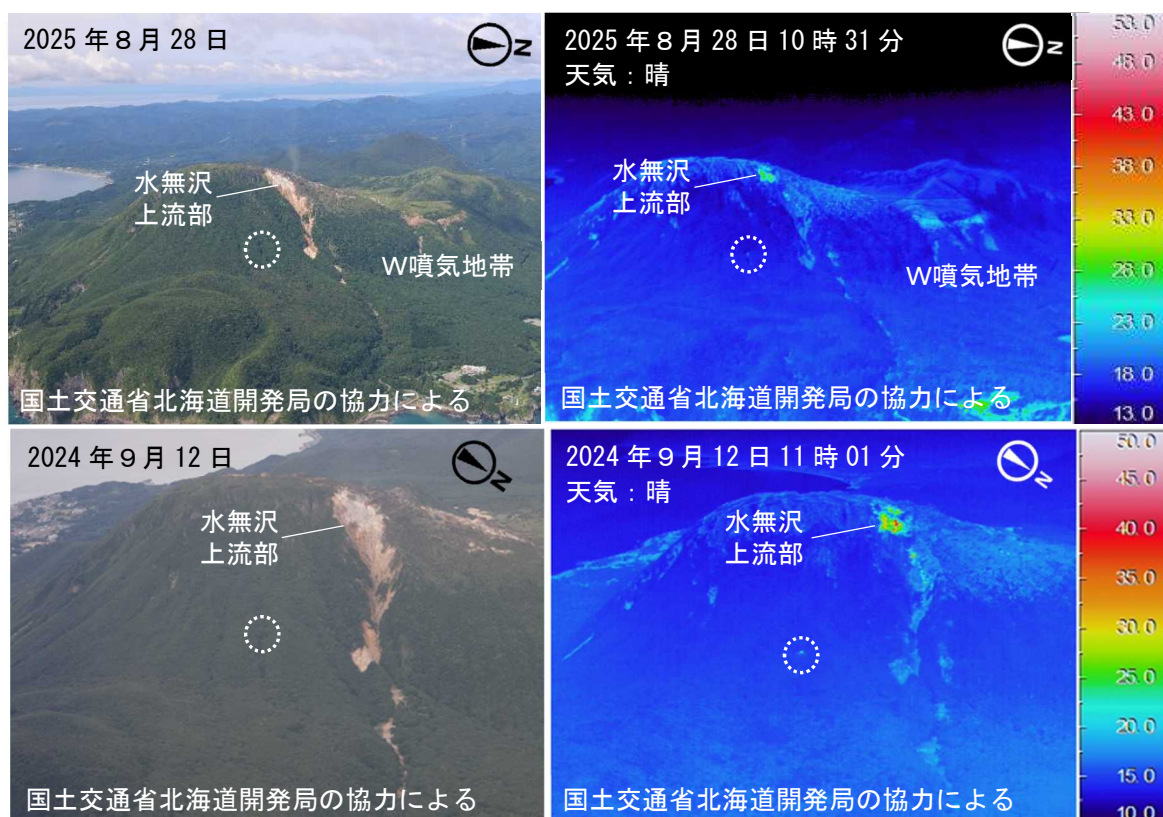 2025年８月28日
N
水無沢
上流部
Ｗ噴気地帯
国土交通省北海道開発局の協力による
2025年８月28日10時31分
天気：晴
N
水無沢
上流部
Ｗ噴気地帯
国土交通省北海道開発局の協力による
53.0
48.0
43.0
38.0
33.0
28.0
23.0
18.0
13.0
2024年９月12日
N
水無沢
上流部
国土交通省北海道開発局の協力による
2024年９月12日11時01分
天気：晴
N
水無沢
上流部
国土交通省北海道開発局の協力による
50.0
45.0
40.0
35.0
30.0
25.0
20.0
15.0
10.0